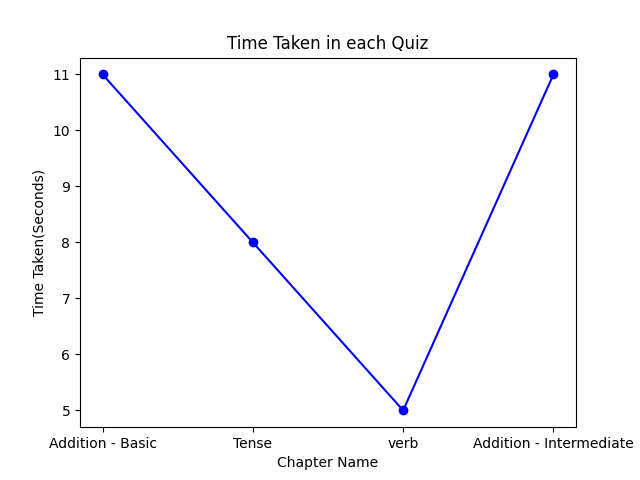 Time Taken in each Quiz
Time Taken(Seconds)
11
10
9
8
7
6
5
Addition - Basic Tense verb Addition - Intermediate
Chapter Name